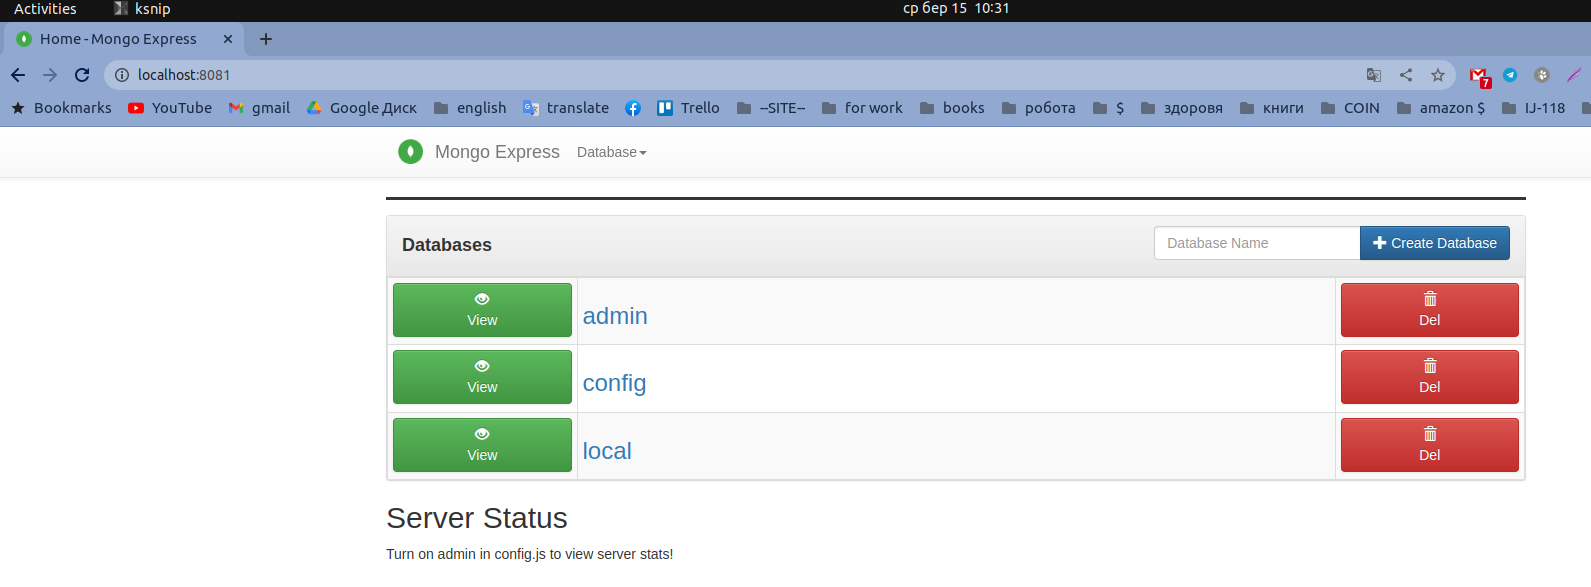 Activities ksnip ср бер 15 10:31
Home - Mongo Express
localhost:8081
7
Bookmarks YouTube gmail Google Диск english translate Trello --SITE-- for work books робота $ здоровя книги COIN amazon $ IJ-118
Mongo Express Database
Databases Database Name Create Database
View admin Del
View config Del
View local Del
Server Status
Turn on admin in config.js to view server stats!